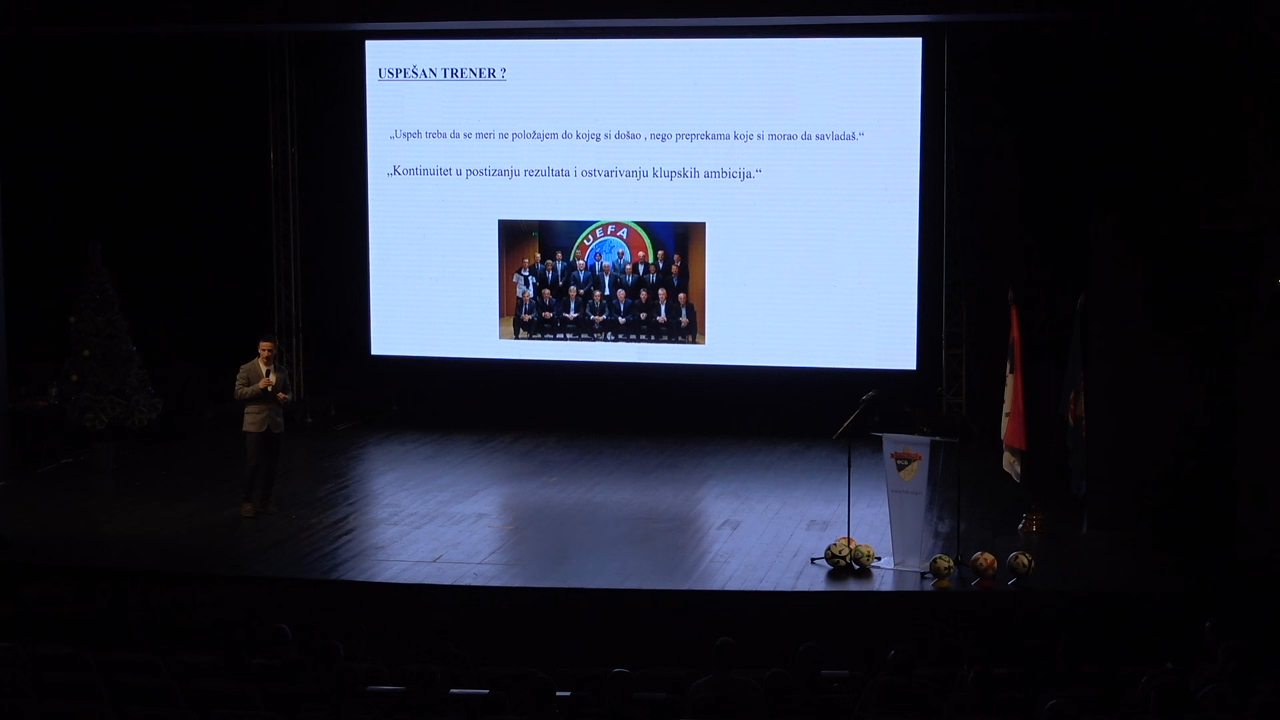 USPEŠAN TRENER ?
„Uspeh treba da se meri ne položajem do kojeg si došao , nego preprekama koje si morao da savladaš.“
„Kontinuitet u postizanju rezultata i ostvarivanju klupskih ambicija.“
UEFA